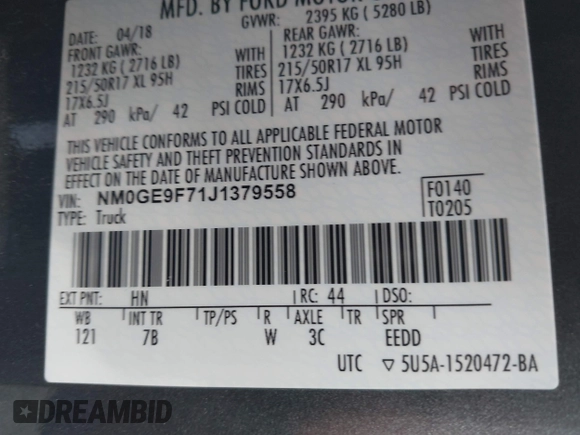 MFD. BY FORD MOTOR
GVWR: 2395 KG ( 5280 LB)
DATE: 04/18
FRONT GAWR: WITH
1232 KG ( 2716 LB) TIRES
215/50R17 XL 95H RIMS
17X6.5J
AT 290 kPa/ 42 PSI COLD
REAR GAWR: WITH
1232 KG ( 2716 LB) TIRES
215/50R17 XL 95H RIMS
17X6.5J
AT 290 kPa/ 42 PSI COLD
THIS VEHICLE CONFORMS TO ALL APPLICABLE FEDERAL MOTOR
VEHICLE SAFETY AND THEFT PREVENTION STANDARDS IN
EFFECT ON THE DATE OF MANUFACTURE SHOWN ABOVE.
VIN: NM0GE9F71J1379558
TYPE: Truck
F0140
T0205
EXT PNT: HN RC: 44 DSO:
WB INT TR TP/PS R AXLE TR SPR
121 7B W 3C EEDD
UTC ▽ 5U5A-1520472-BA
DREAMBID